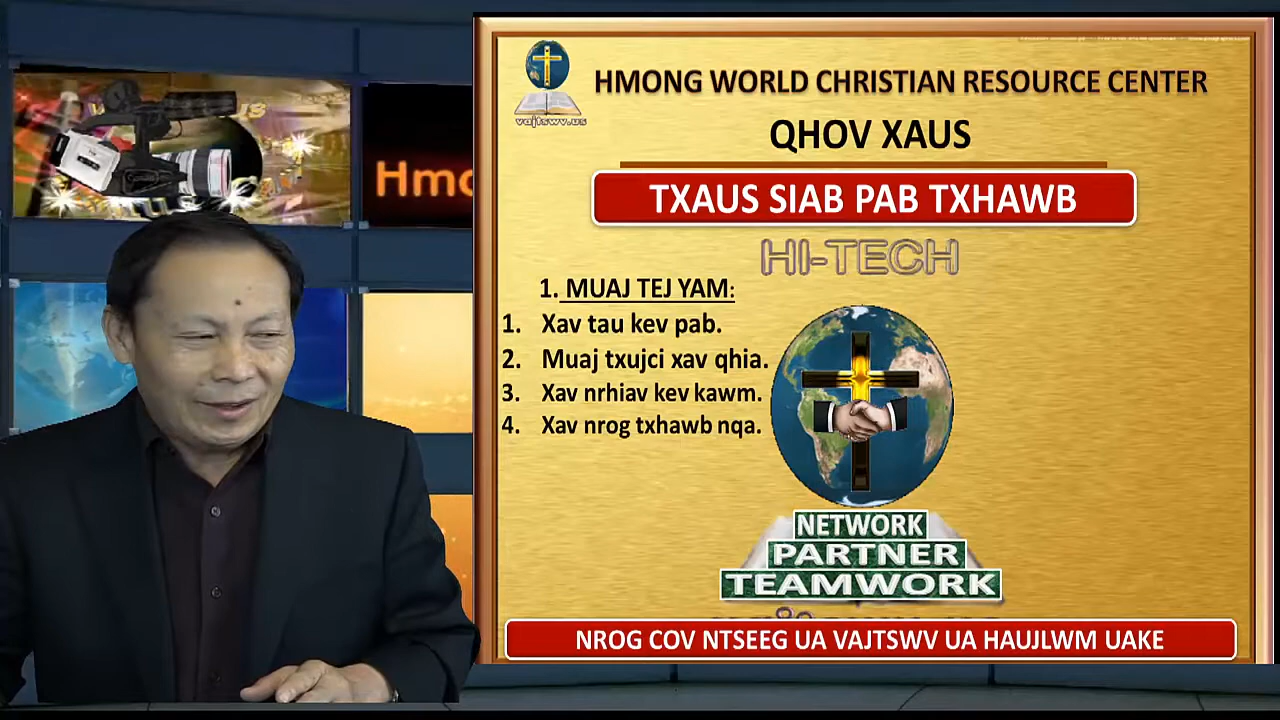 Hmo
HMONG WORLD CHRISTIAN RESOURCE CENTER
vajtswv.us
QHOV XAUS
TXAUS SIAB PAB TXHAWB
HI-TECH
1. MUAJ TEJ YAM:
1. Xav tau kev pab.
2. Muaj txujci xav qhia.
3. Xav nrhiav kev kawm.
4. Xav nrog txhawb nqa.
NETWORK
PARTNER
TEAMWORK
NROG COV NTSEEG UA VAJTSWV UA HAUJLWM UAKE